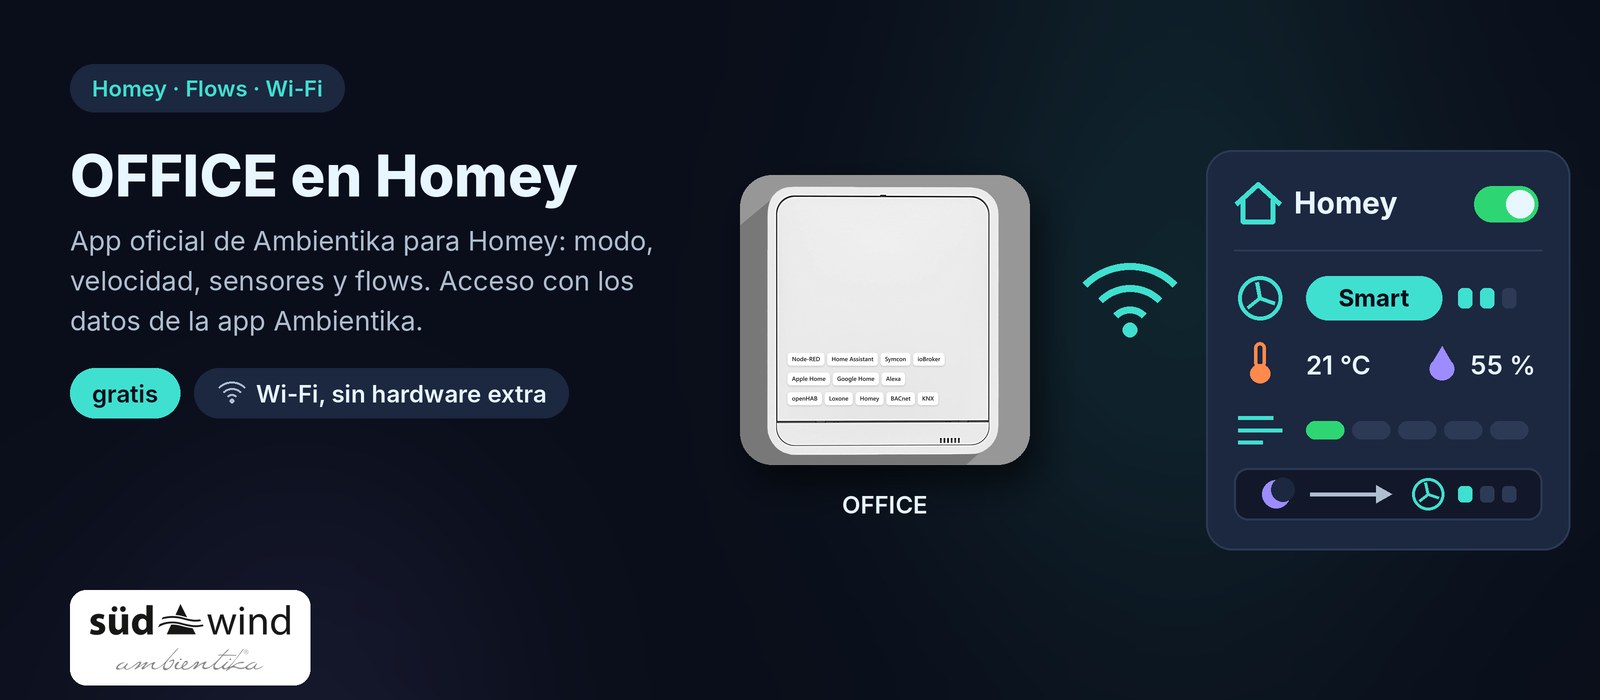 Homey · Flows · Wi-Fi
OFFICE en Homey
App oficial de Ambientika para Homey: modo,
velocidad, sensores y flows. Acceso con los
datos de la app Ambientika.
gratis
Wi-Fi, sin hardware extra
Node-RED Home Assistant Symcon ioBroker
Apple Home Google Home Alexa
openHAB Loxone Homey BACnet KNX
OFFICE
Homey
Smart
21 °C 55 %
süd wind
ambientika®